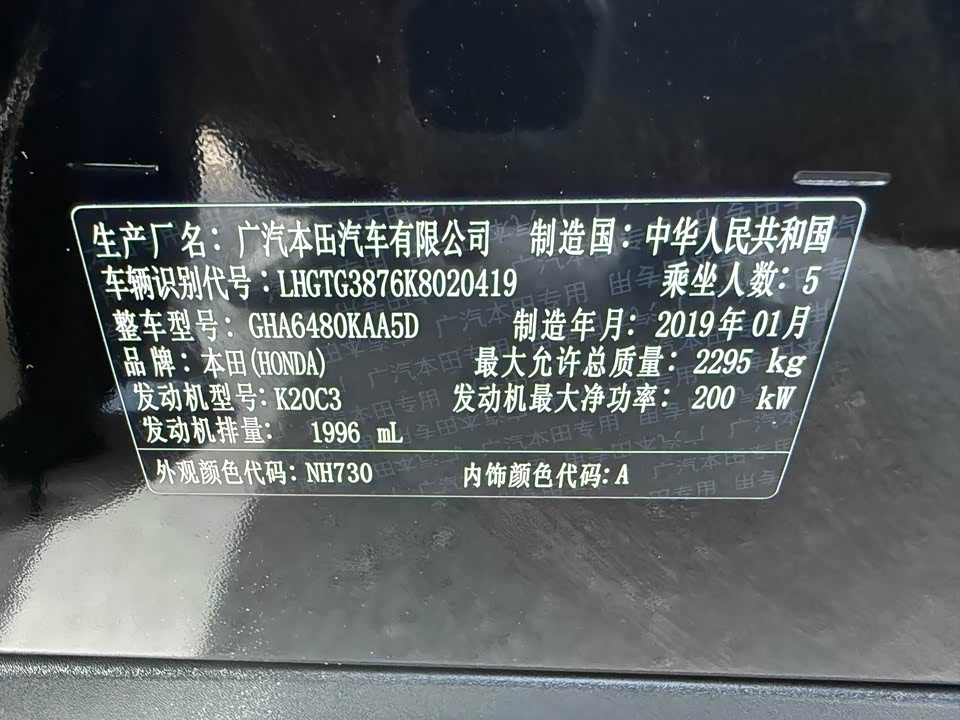 生产厂名：广汽本田汽车有限公司 制造国：中华人民共和国
车辆识别代号：LHGTG3876K8020419 乘坐人数：5
整车型号：GHA6480KAA5D 制造年月：2019年01月
品牌：本田(HONDA) 最大允许总质量：2295 kg
发动机型号：K20C3 发动机最大净功率：200 kW
发动机排量： 1996 mL
外观颜色代码：NH730 内饰颜色代码：A